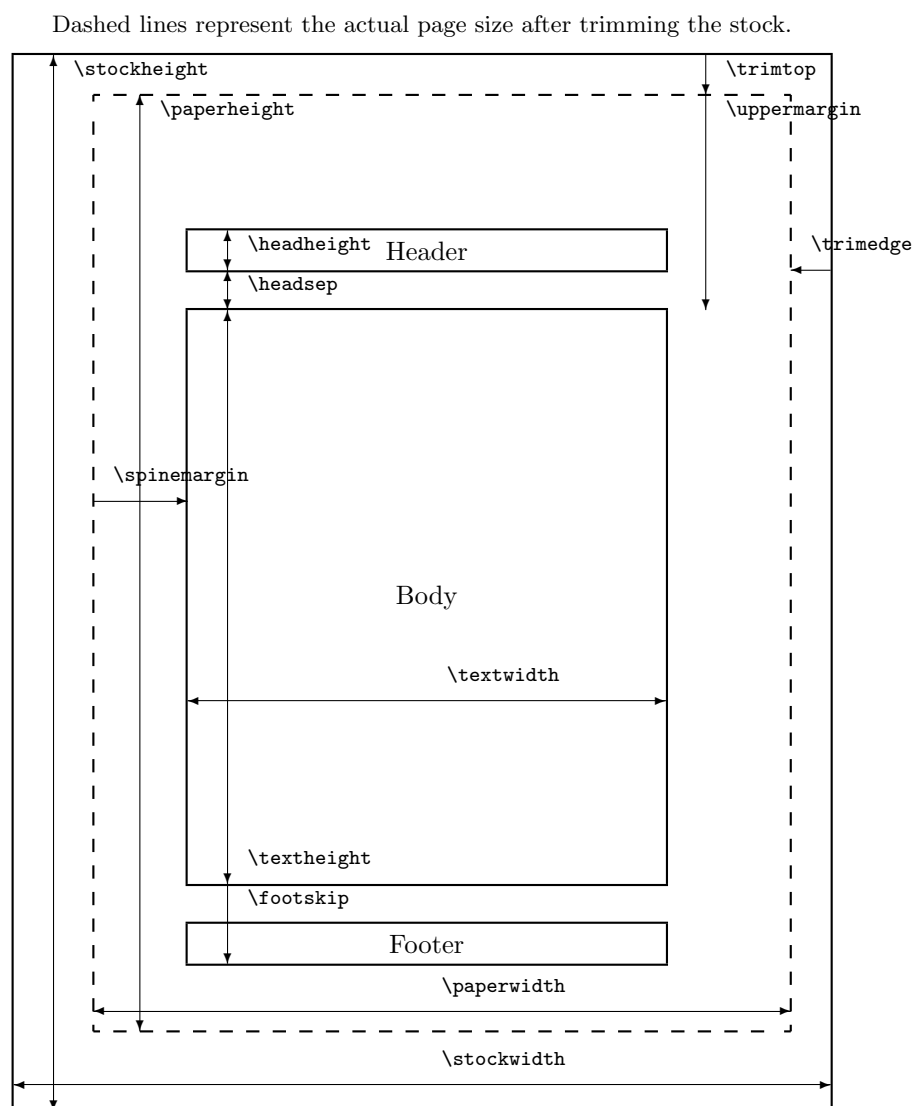 Dashed lines represent the actual page size after trimming the stock.
\stockheight
\trimtop
\paperheight
\uppermargin
\headheight
Header
\trimedge
\headsep
\spinemargin
Body
\textwidth
\textheight
\footskip
Footer
\paperwidth
\stockwidth